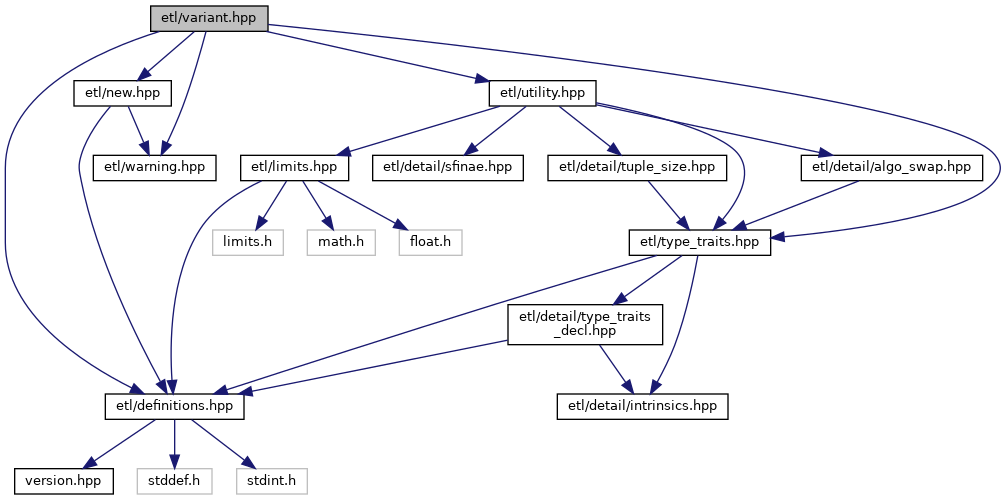 etl/variant.hpp
etl/new.hpp
etl/utility.hpp
etl/warning.hpp
etl/limits.hpp
etl/detail/sfinae.hpp
etl/detail/tuple_size.hpp
etl/detail/algo_swap.hpp
limits.h
math.h
float.h
etl/type_traits.hpp
etl/detail/type_traits
_decl.hpp
etl/definitions.hpp
etl/detail/intrinsics.hpp
version.hpp
stddef.h
stdint.h